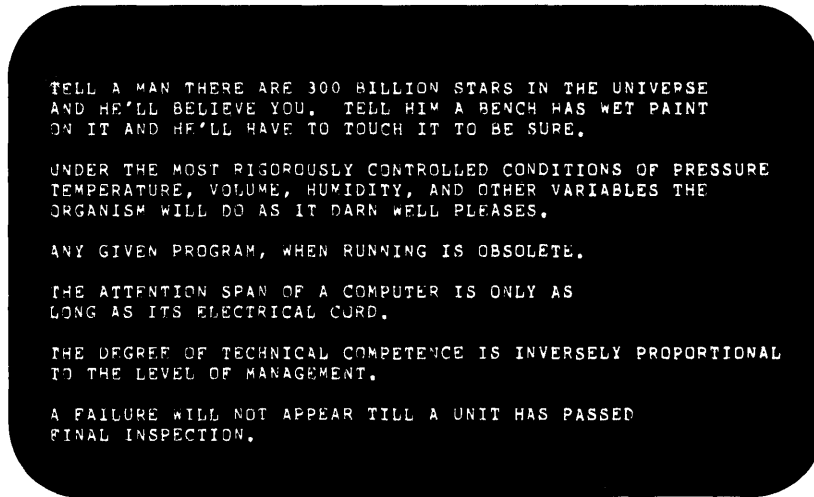 TELL A MAN THERE ARE 300 BILLION STARS IN THE UNIVERSE
AND HE'LL BELIEVE YOU. TELL HIM A BENCH HAS WET PAINT
ON IT AND HE'LL HAVE TO TOUCH IT TO BE SURE.
UNDER THE MOST RIGOROUSLY CONTROLLED CONDITIONS OF PRESSURE
TEMPERATURE, VOLUME, HUMIDITY, AND OTHER VARIABLES THE
ORGANISM WILL DO AS IT DARN WELL PLEASES.
ANY GIVEN PROGRAM, WHEN RUNNING IS OBSOLETE.
THE ATTENTION SPAN OF A COMPUTER IS ONLY AS
LONG AS ITS ELECTRICAL CORD.
THE DEGREE OF TECHNICAL COMPETENCE IS INVERSELY PROPORTIONAL
TO THE LEVEL OF MANAGEMENT.
A FAILURE WILL NOT APPEAR TILL A UNIT HAS PASSED
FINAL INSPECTION.